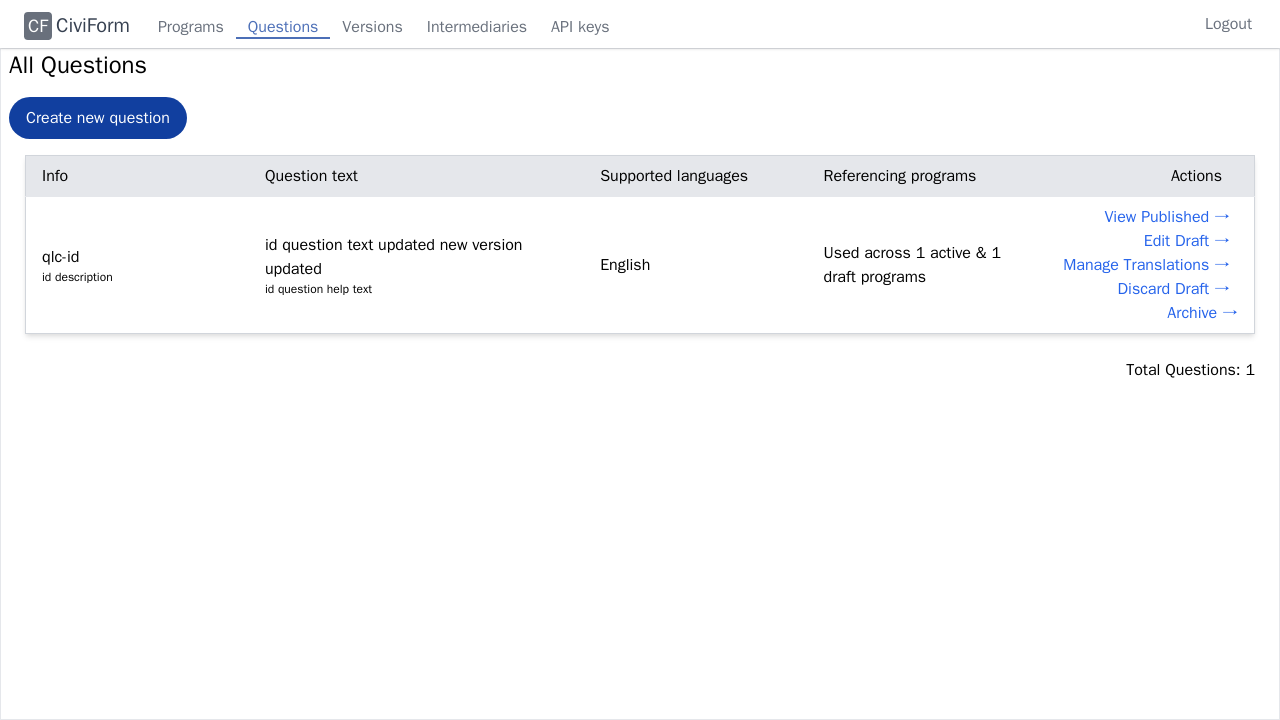 CF CiviForm Programs Questions Versions Intermediaries API keys Logout
All Questions
Create new question
Info Question text Supported languages Referencing programs Actions
qlc-id
id description
id question text updated new version
updated
id question help text
English
Used across 1 active & 1
draft programs
View Published →
Edit Draft →
Manage Translations →
Discard Draft →
Archive →
Total Questions: 1